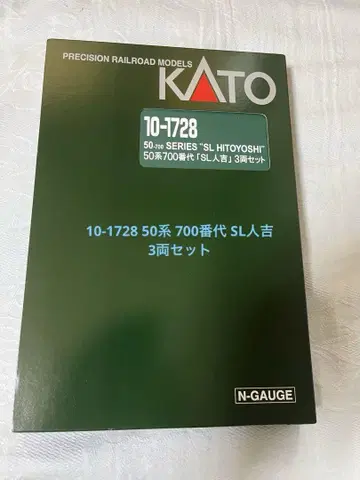 PRECISION RAILROAD MODELS
KATO
10-1728
50-700 SERIES "SL HITOYOSHI"
50系700番代「SL人吉」3両セット
10-1728 50系 700番代 SL人吉
3両セット
N-GAUGE